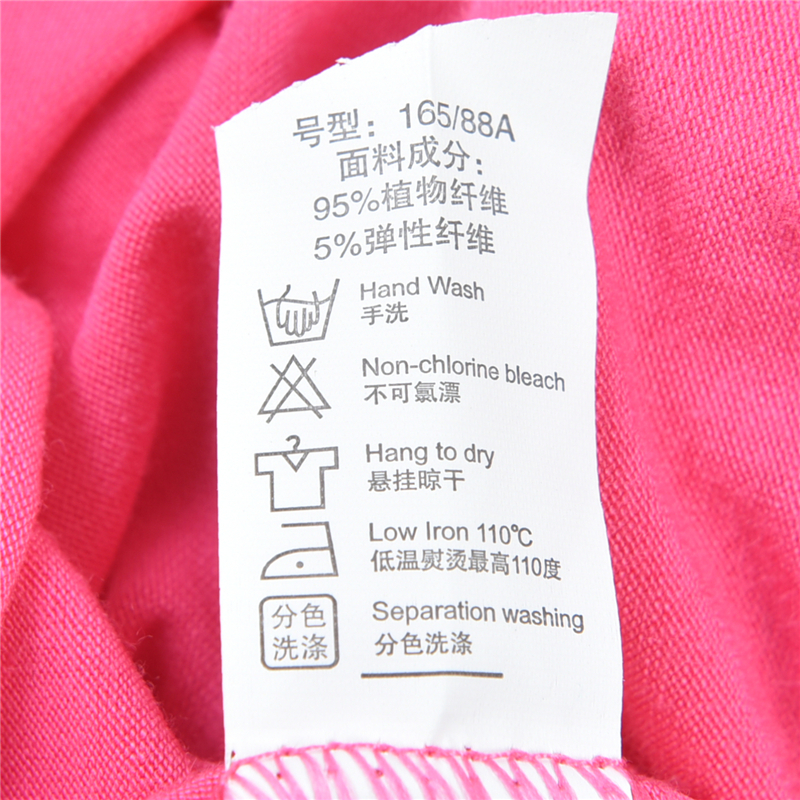 号型：165/88A
面料成分：
95%植物纤维
5%弹性纤维
Hand Wash
手洗
Non-chlorine bleach
不可氯漂
Hang to dry
悬挂晾干
Low Iron 110℃
低温熨烫最高110度
分色
洗涤
Separation washing
分色洗涤